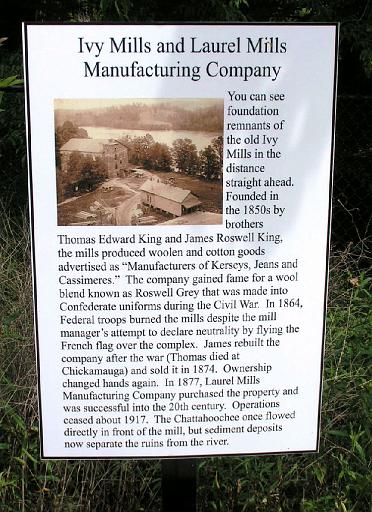 Ivy Mills and Laurel Mills
Manufacturing Company
You can see
foundation
remnants of
the old Ivy
Mills in the
distance
straight ahead.
Founded in
the 1850s by
brothers
Thomas Edward King and James Roswell King,
the mills produced woolen and cotton goods
advertised as “Manufacturers of Kerseys, Jeans and
Cassimeres.” The company gained fame for a wool
blend known as Roswell Grey that was made into
Confederate uniforms during the Civil War. In 1864,
Federal troops burned the mills despite the mill
manager’s attempt to declare neutrality by flying the
French flag over the complex. James rebuilt the
company after the war (Thomas died at
Chickamauga) and sold it in 1874. Ownership
changed hands again. In 1877, Laurel Mills
Manufacturing Company purchased the property and
was successful into the 20th century. Operations
ceased about 1917. The Chattahoochee once flowed
directly in front of the mill, but sediment deposits
now separate the ruins from the river.